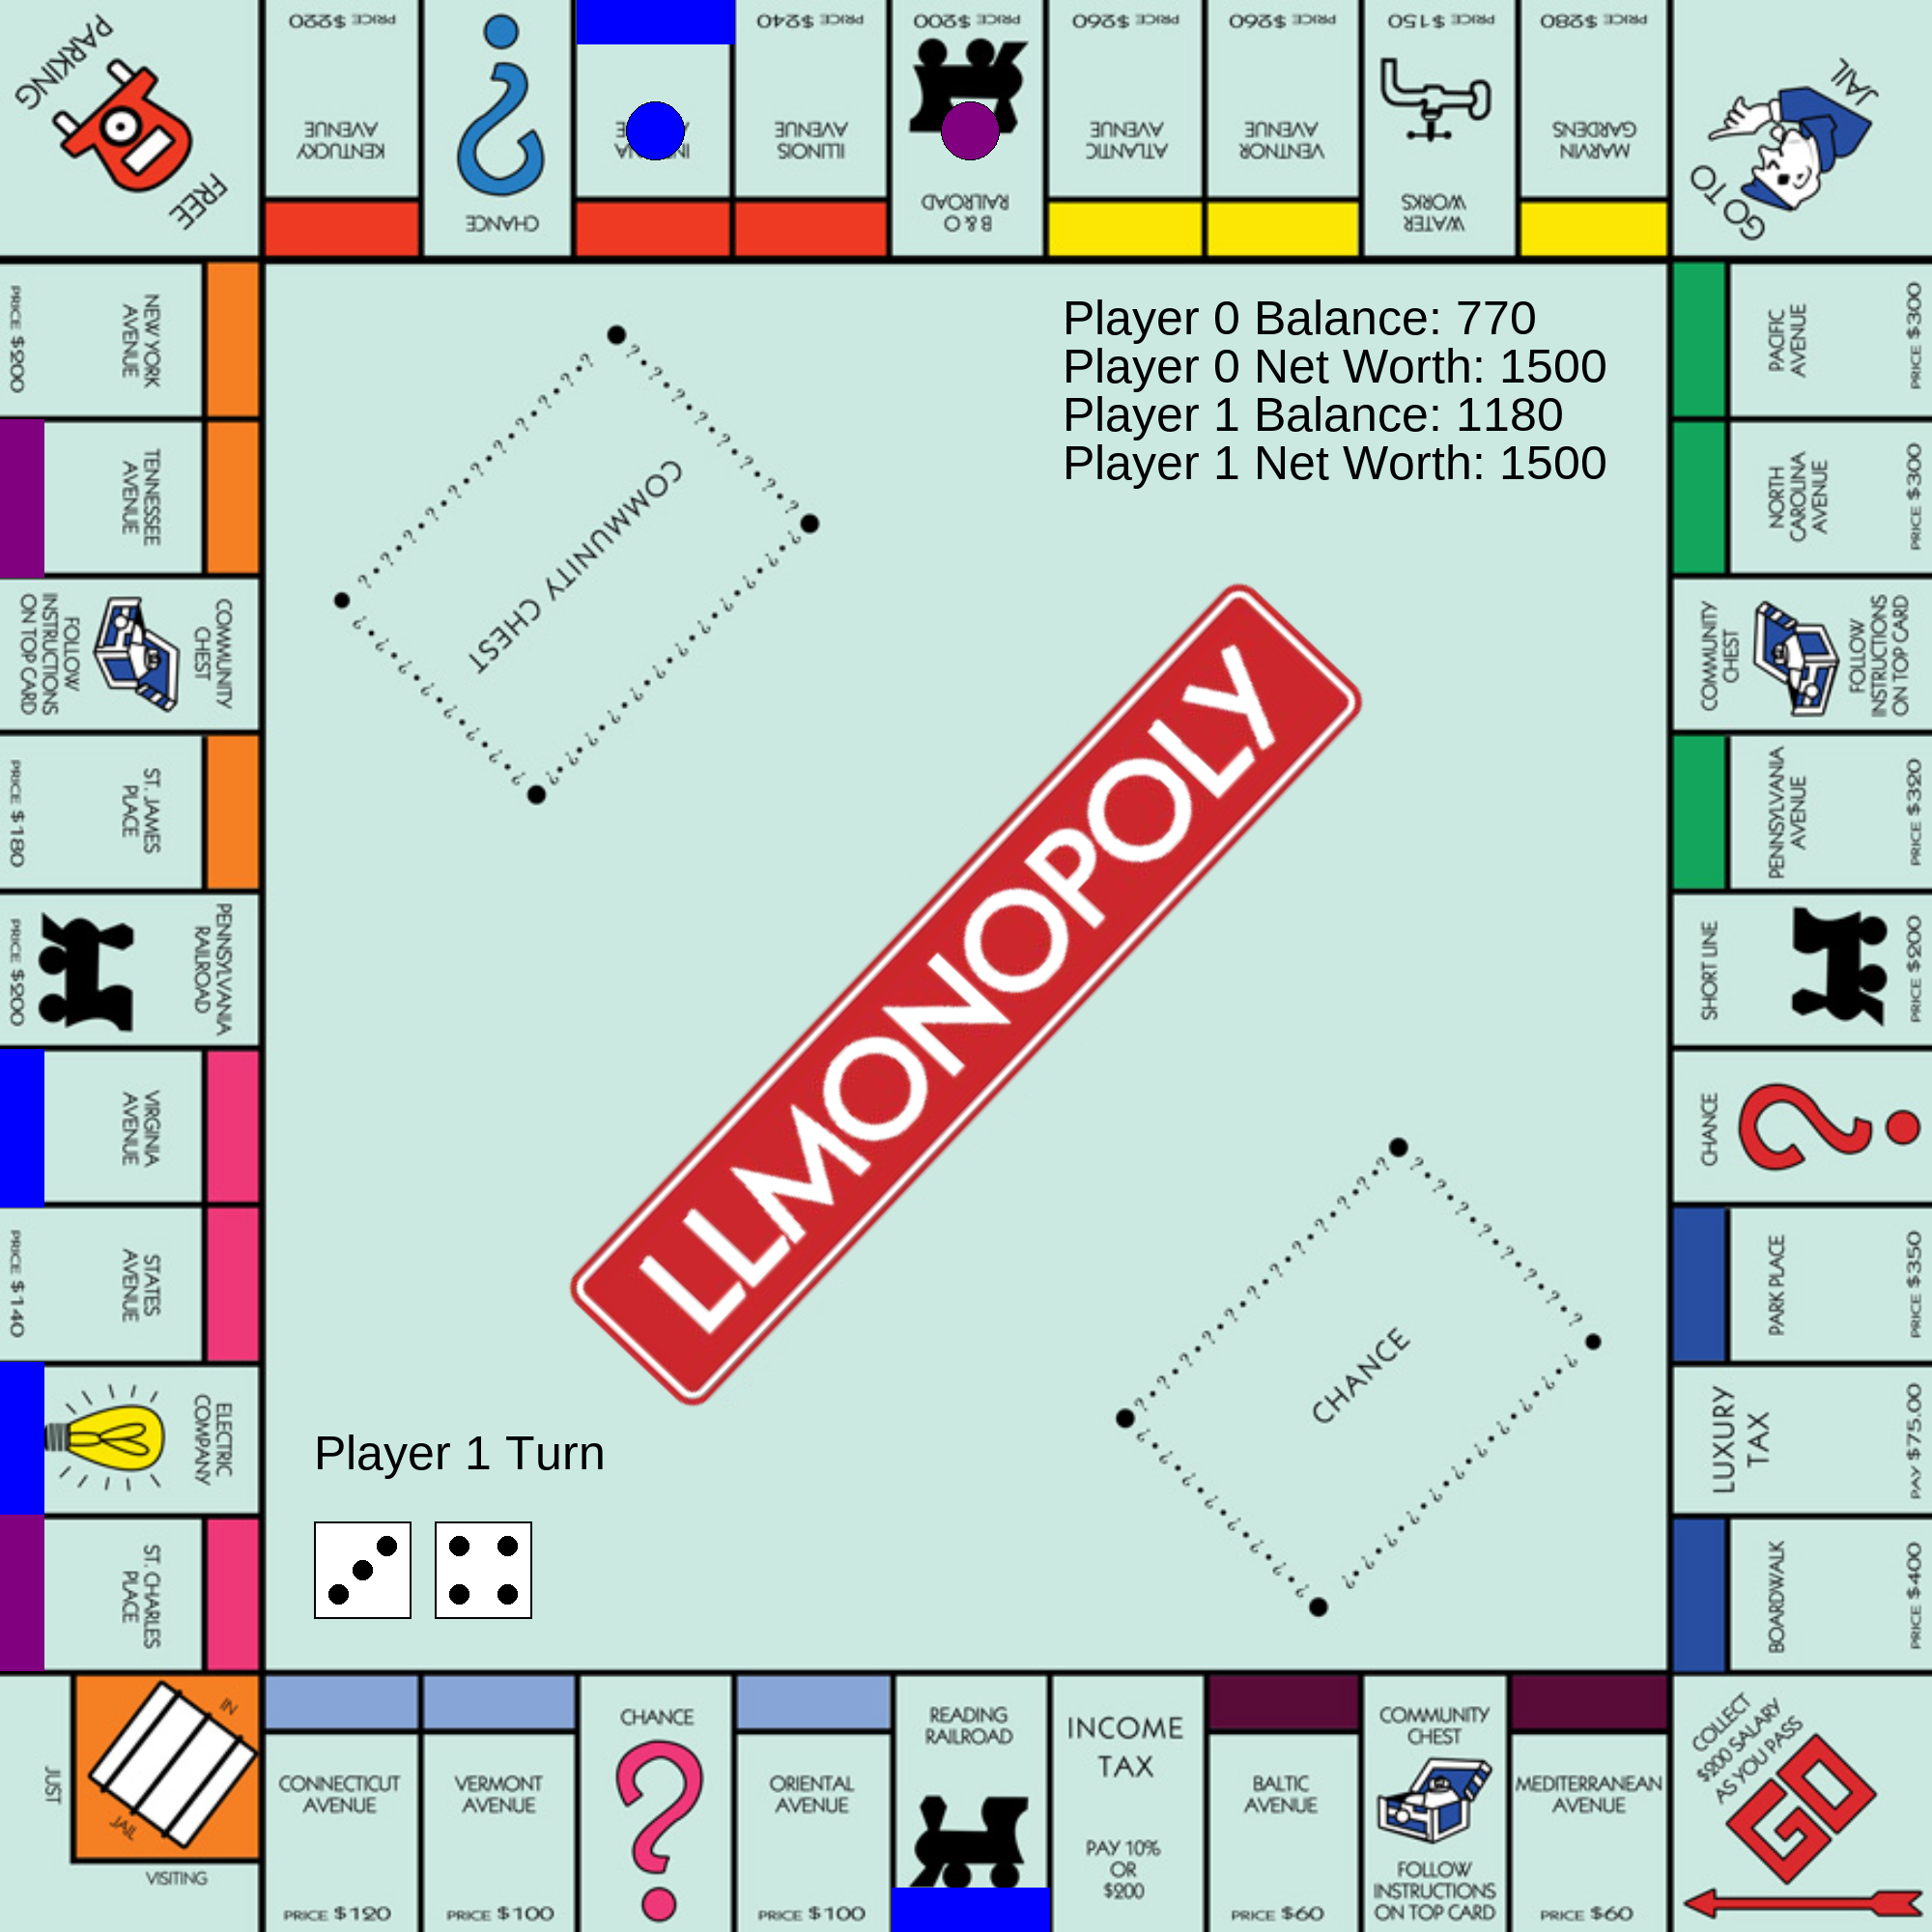 FREE
PARKING
PRICE $220
KENTUCKY
AVENUE
CHANCE
PRICE $240
ILLINOIS
AVENUE
PRICE $200
B & O
RAILROAD
PRICE $260
ATLANTIC
AVENUE
PRICE $260
VENTNOR
AVENUE
PRICE $150
WATER
WORKS
PRICE $280
MARVIN
GARDENS
GO TO
JAIL
NEW YORK
AVENUE
PRICE $200
TENNESSEE
AVENUE
COMMUNITY
CHEST
FOLLOW
INSTRUCTIONS
ON TOP CARD
ST. JAMES
PLACE
PRICE $180
PENNSYLVANIA
RAILROAD
PRICE $200
VIRGINIA
AVENUE
STATES
AVENUE
PRICE $140
ELECTRIC
COMPANY
ST. CHARLES
PLACE
Player 0 Balance: 770
Player 0 Net Worth: 1500
Player 1 Balance: 1180
Player 1 Net Worth: 1500
COMMUNITY CHEST
LLMONOPOLY
CHANCE
Player 1 Turn
PACIFIC
AVENUE
PRICE $300
NORTH
CAROLINA
AVENUE
PRICE $300
COMMUNITY
CHEST
FOLLOW
INSTRUCTIONS
ON TOP CARD
PENNSYLVANIA
AVENUE
PRICE $320
SHORT LINE
PRICE $200
CHANCE
PARK PLACE
PRICE $350
LUXURY
TAX
PAY $75.00
BOARDWALK
PRICE $400
JUST
VISITING
IN
JAIL
CONNECTICUT
AVENUE
PRICE $120
VERMONT
AVENUE
PRICE $100
CHANCE
ORIENTAL
AVENUE
PRICE $100
READING
RAILROAD
INCOME
TAX
PAY 10%
OR
$200
BALTIC
AVENUE
PRICE $60
COMMUNITY
CHEST
FOLLOW
INSTRUCTIONS
ON TOP CARD
MEDITERRANEAN
AVENUE
PRICE $60
COLLECT
$200 SALARY
AS YOU PASS
GO